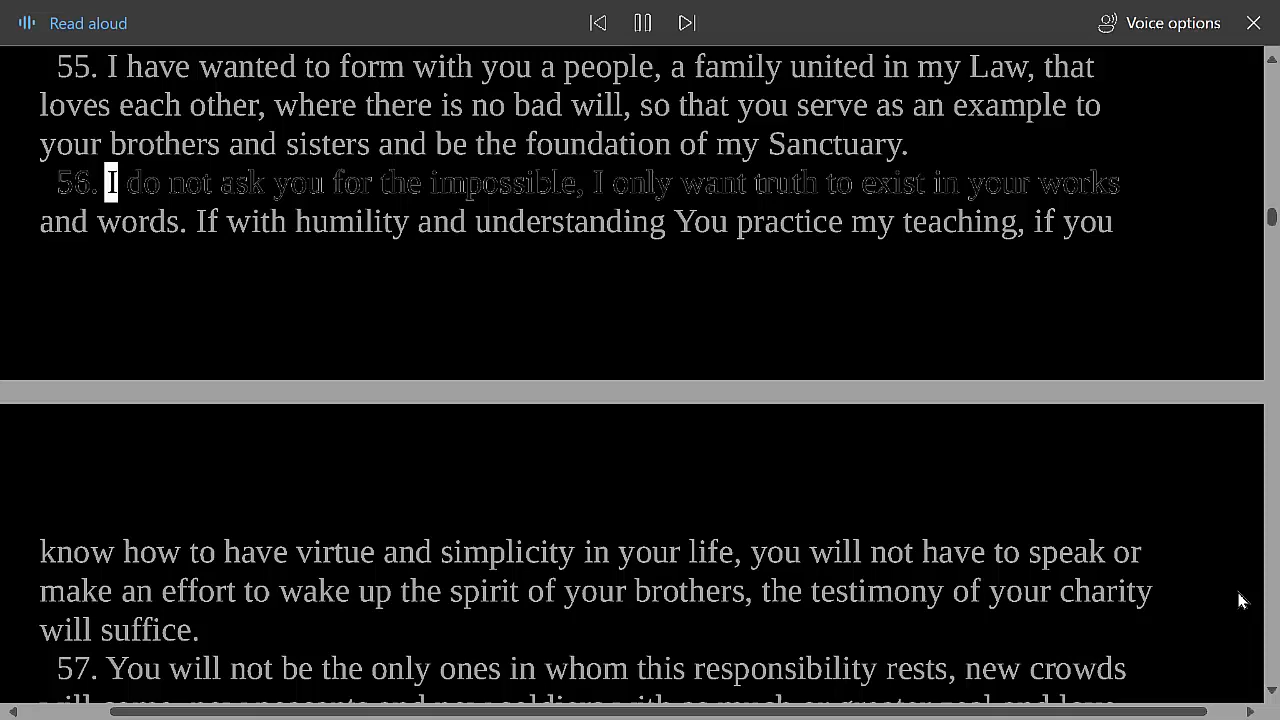 Read aloud
Voice options
55. I have wanted to form with you a people, a family united in my Law, that
loves each other, where there is no bad will, so that you serve as an example to
your brothers and sisters and be the foundation of my Sanctuary.
56. I do not ask you for the impossible, I only want truth to exist in your works
and words. If with humility and understanding You practice my teaching, if you
know how to have virtue and simplicity in your life, you will not have to speak or
make an effort to wake up the spirit of your brothers, the testimony of your charity
will suffice.
57. You will not be the only ones in whom this responsibility rests, new crowds